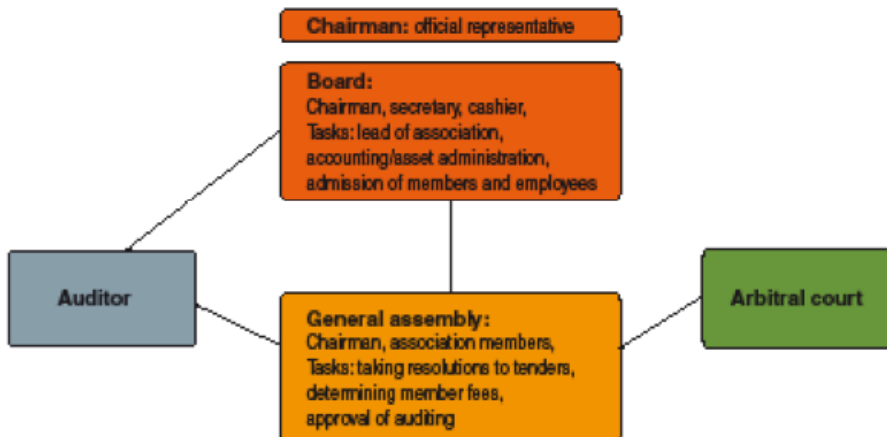 Chairman: official representative
Board:
Chairman, secretary, cashier,
Tasks: lead of association,
accounting/asset administration,
admission of members and employees
Auditor
Arbitral court
General assembly:
Chairman, association members,
Tasks: taking resolutions to tenders,
determining member fees,
approval of auditing